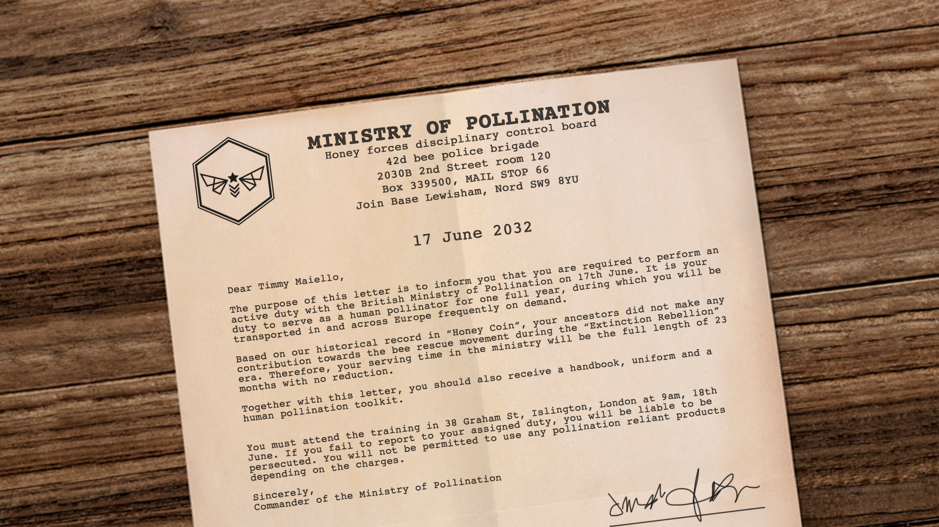 MINISTRY OF POLLINATION
Honey forces disciplinary control board
42d bee police brigade
2030B 2nd Street room 120
Box 339500, MAIL STOP 66
Join Base Lewisham, Nord SW9 8YU
17 June 2032
Dear Timmy Maiello,
The purpose of this letter is to inform you that you are required to perform an
active duty with the British Ministry of Pollination on 17th June. It is your
duty to serve as a human pollinator for one full year, during which you will be
transported in and across Europe frequently on demand.
Based on our historical record in "Honey Coin", your ancestors did not make any
contribution towards the bee rescue movement during the "Extinction Rebellion"
era. Therefore, your serving time in the ministry will be the full length of 23
months with no reduction.
Together with this letter, you should also receive a handbook, uniform and a
human pollination toolkit.
You must attend the training in 38 Graham St, Islington, London at 9am, 18th
June. If you fail to report to your assigned duty, you will be liable to be
persecuted. You will not be permitted to use any pollination reliant products
depending on the charges.
Sincerely,
Commander of the Ministry of Pollination